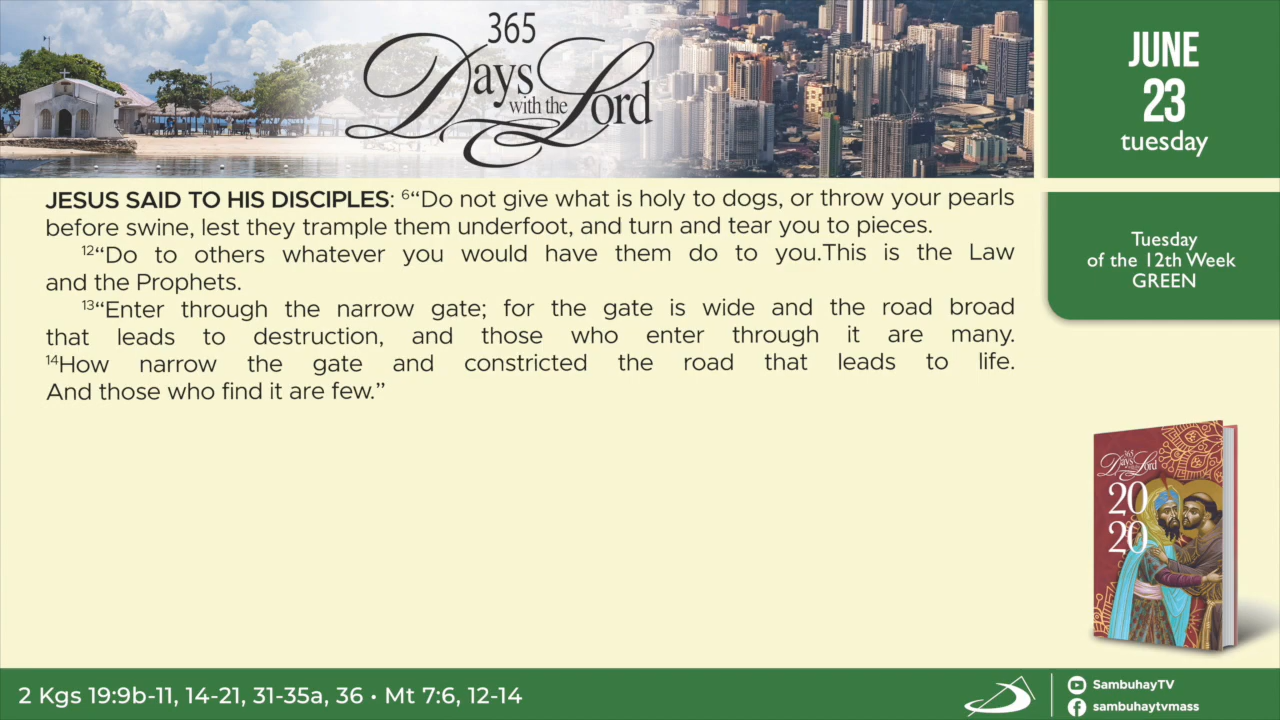 365
Days with the Lord
JUNE
23
tuesday
JESUS SAID TO HIS DISCIPLES: ⁶“Do not give what is holy to dogs, or throw your pearls
before swine, lest they trample them underfoot, and turn and tear you to pieces.
¹²“Do to others whatever you would have them do to you.This is the Law
and the Prophets.
¹³“Enter through the narrow gate; for the gate is wide and the road broad
that leads to destruction, and those who enter through it are many.
¹⁴How narrow the gate and constricted the road that leads to life.
And those who find it are few.”
Tuesday
of the 12th Week
GREEN
365
Days with the Lord
20
20
2 Kgs 19:9b-11, 14-21, 31-35a, 36 • Mt 7:6, 12-14
SambuhayTV
sambuhaytvmass